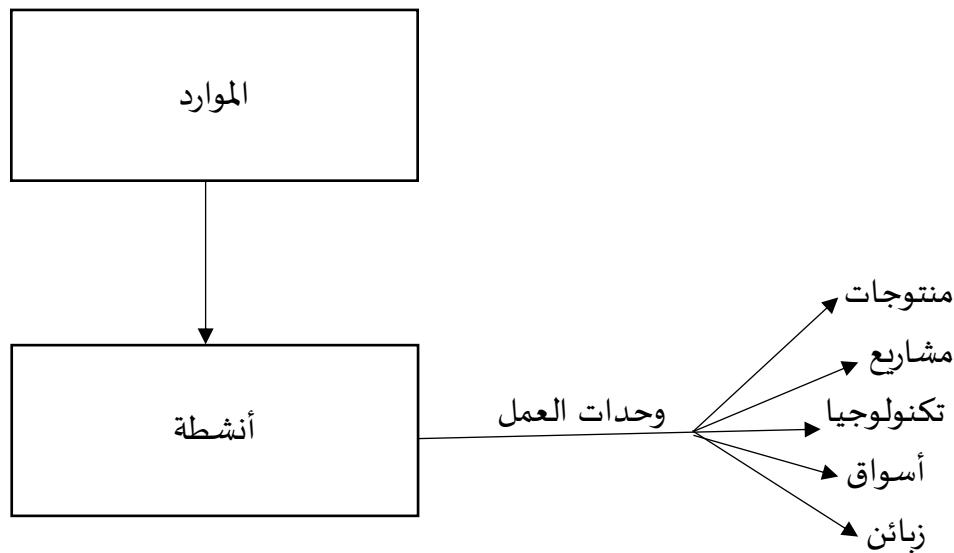 الموارد
منتوجات
مشاريع
تكنولوجيا
وحدات العمل
أنشطة
أسواق
زبائن